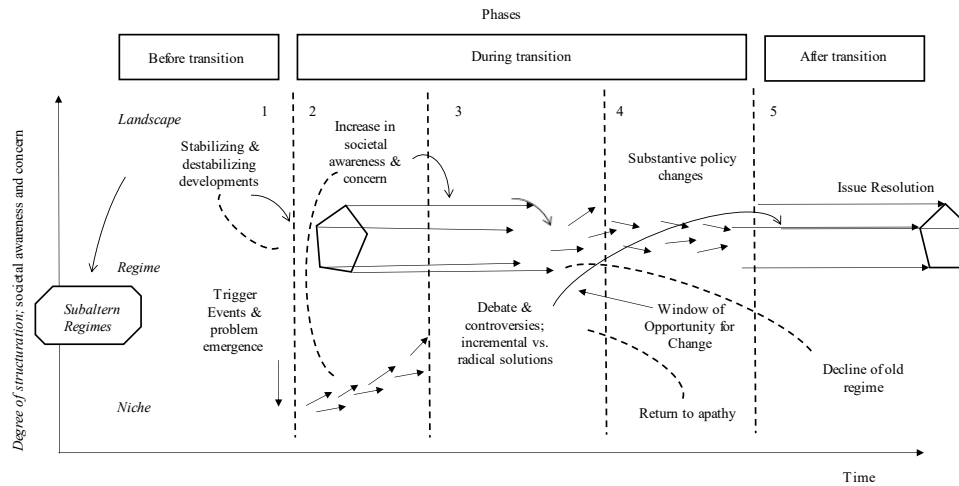 Phases
Before transition
During transition
After transition
1
2
3
4
5
Landscape
Stabilizing &
destabilizing
developments
Increase in
societal
awareness &
concern
Substantive policy
changes
Issue Resolution
Regime
Subaltern
Regimes
Trigger
Events &
problem
emergence
Debate &
controversies;
incremental vs.
radical solutions
Window of
Opportunity for
Change
Decline of old
regime
Niche
Return to apathy
Degree of structuration; societal awareness and concern
Time